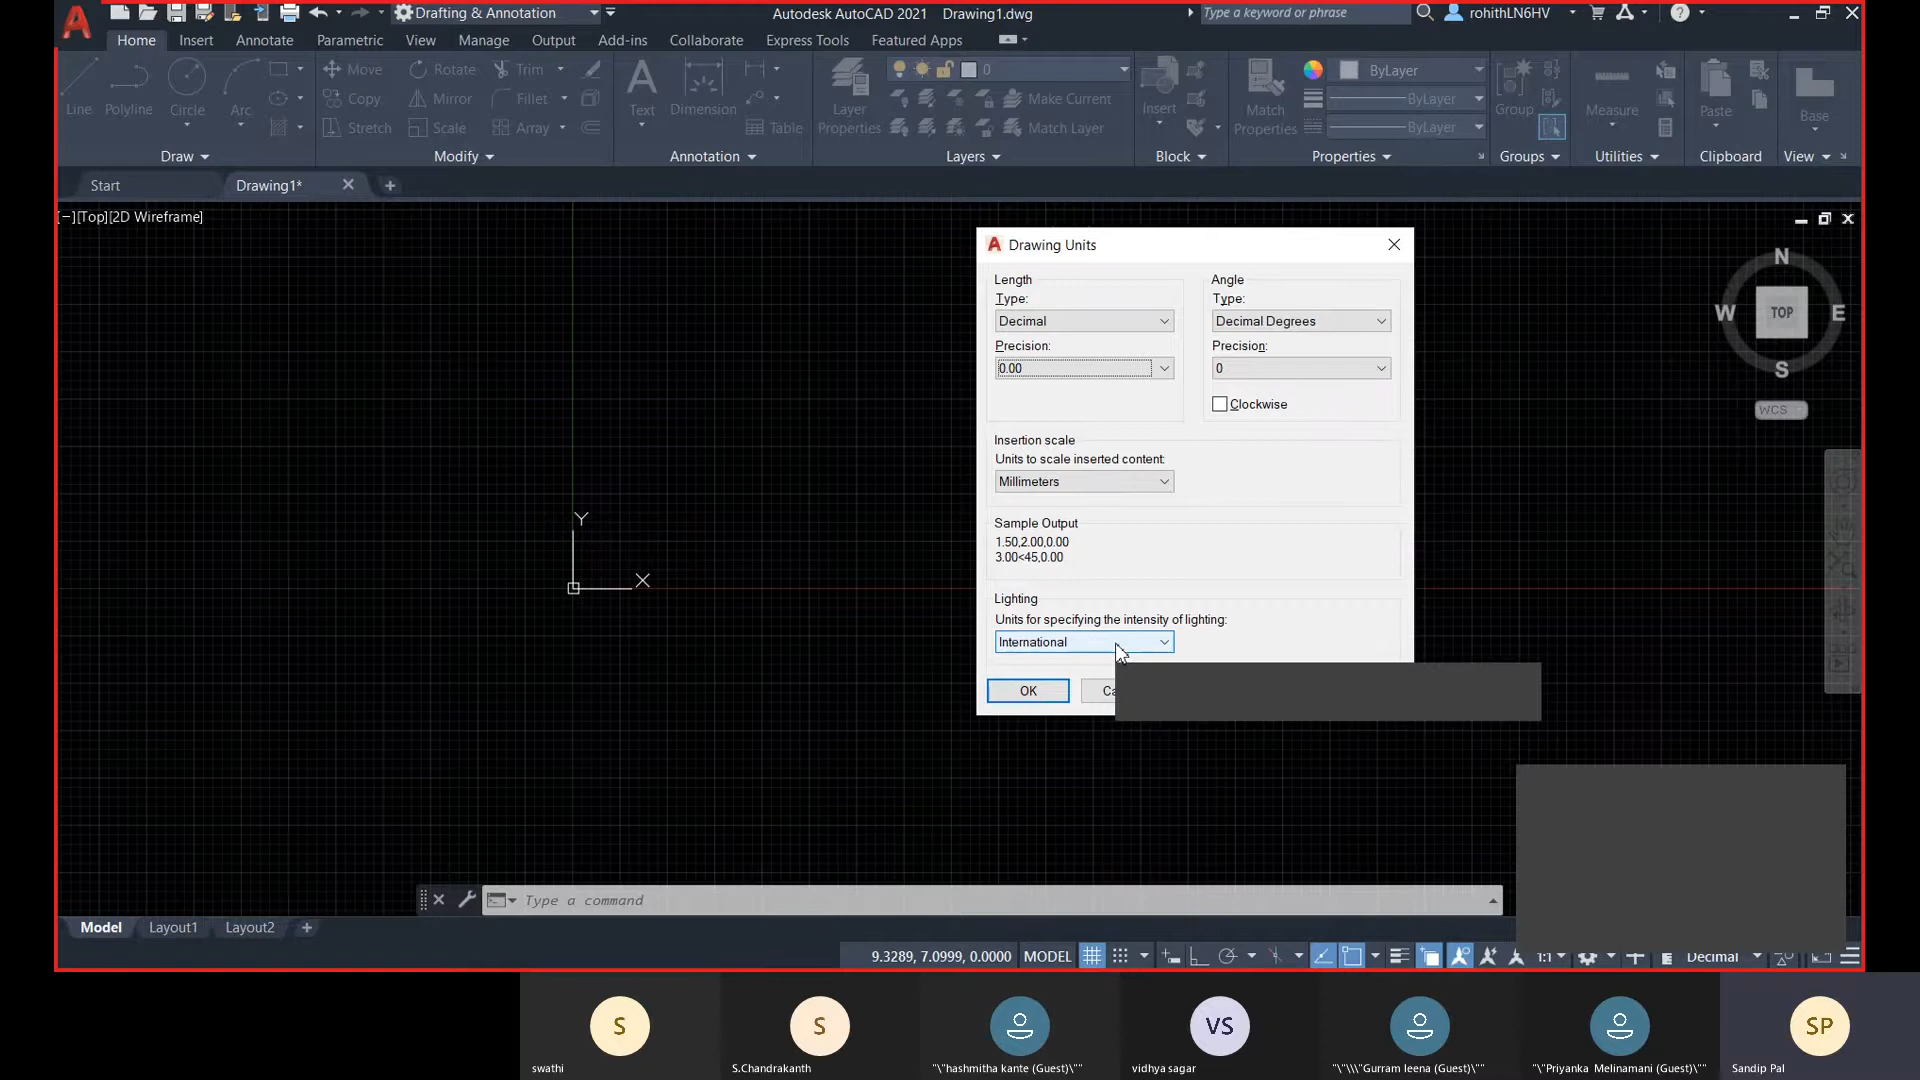 Drafting & Annotation
Autodesk AutoCAD 2021 Drawing1.dwg
Type a keyword or phrase
rohithLN6HV
Home Insert Annotate Parametric View Manage Output Add-ins Collaborate Express Tools Featured Apps
Line Polyline Circle Arc
Move Rotate Trim
Copy Mirror Fillet
Stretch Scale Array
Text Dimension Table
Layer Properties
0
Make Current
Match Layer
Insert
Match Properties
ByLayer
ByLayer
ByLayer
Group
Measure
Paste
Base
Draw Modify Annotation Layers Block Properties Groups Utilities Clipboard View
Start Drawing1*
[−][Top][2D Wireframe]
Drawing Units
Length
Type:
Decimal
Precision:
0.00
Angle
Type:
Decimal Degrees
Precision:
0
Clockwise
Insertion scale
Units to scale inserted content:
Millimeters
Sample Output
1.50,2.00,0.00
3.00<45,0.00
Lighting
Units for specifying the intensity of lighting:
International
OK Ca
N
W TOP E
S
WCS
Y
X
Type a command
Model Layout1 Layout2
9.3289, 7.0999, 0.0000 MODEL 1:1 Decimal
S S VS SP
swathi S.Chandrakanth "\"hashmitha kante (Guest)\"" vidhya sagar "\"\\\"Gurram leena (Guest)\"" "\"Priyanka Melinamani (Guest)\"" Sandip Pal